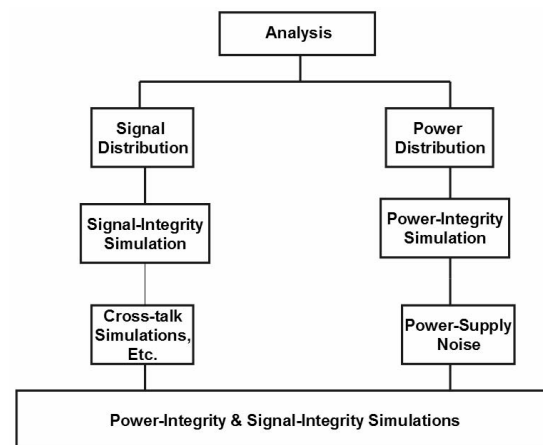 Analysis
Signal
Distribution
Power
Distribution
Signal-Integrity
Simulation
Power-Integrity
Simulation
Cross-talk
Simulations,
Etc.
Power-Supply
Noise
Power-Integrity & Signal-Integrity Simulations